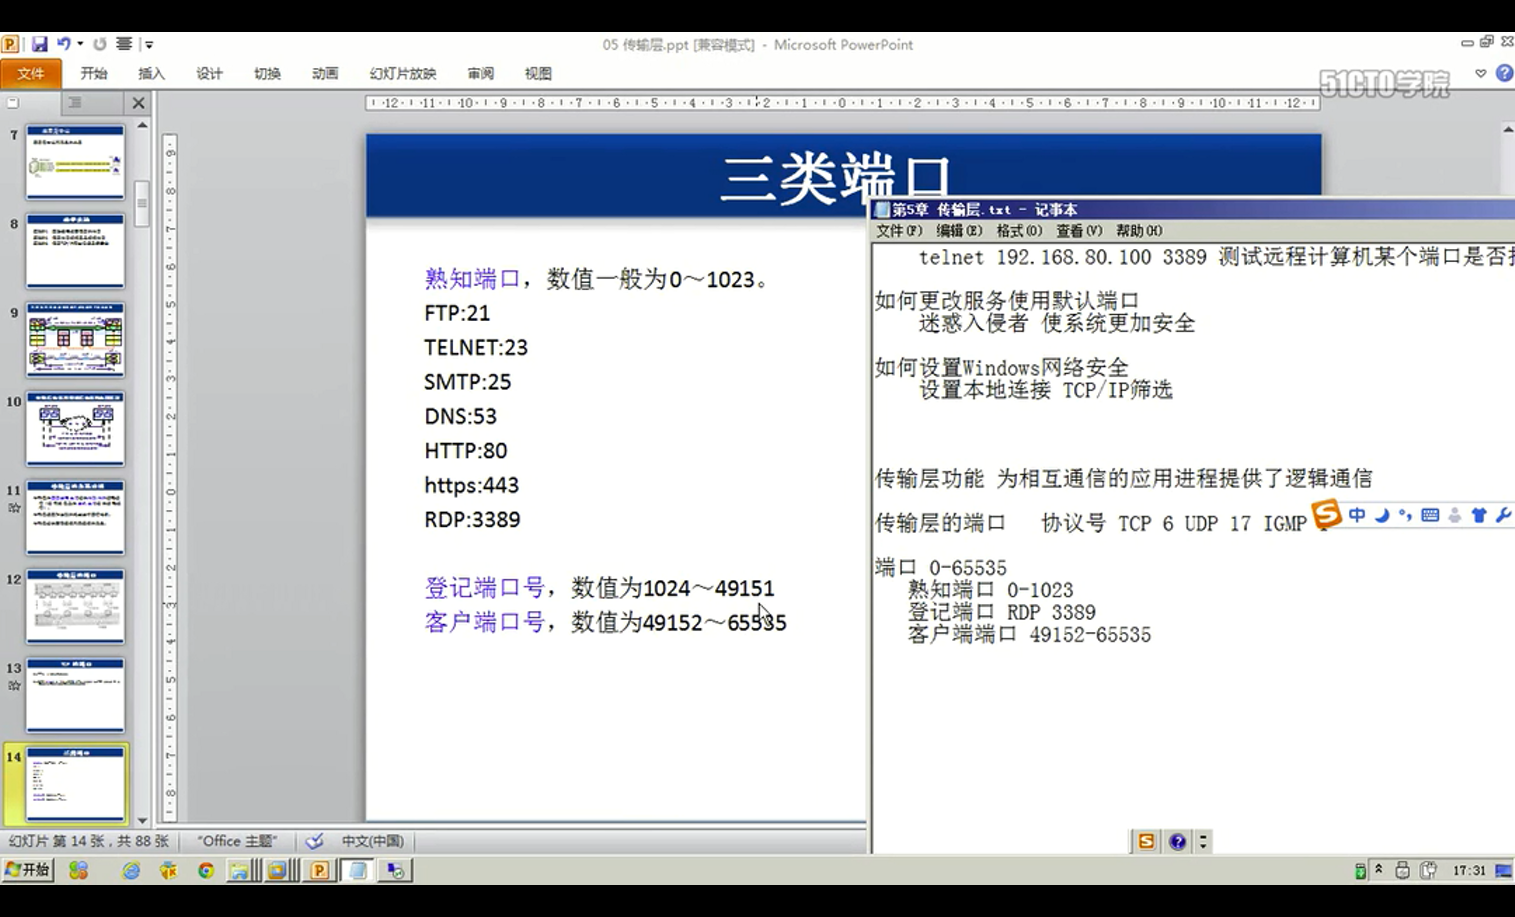 05 传输层.ppt [兼容模式] - Microsoft PowerPoint
文件 开始 插入 设计 切换 动画 幻灯片放映 审阅 视图
51CTO学院
三类端口
熟知端口，数值一般为0～1023。
FTP:21
TELNET:23
SMTP:25
DNS:53
HTTP:80
https:443
RDP:3389
登记端口号，数值为1024～49151
客户端口号，数值为49152～65535
第5章 传输层.txt - 记事本
文件(F) 编辑(E) 格式(O) 查看(V) 帮助(H)
telnet 192.168.80.100 3389 测试远程计算机某个端口是否
如何更改服务使用默认端口
迷惑入侵者 使系统更加安全
如何设置Windows网络安全
设置本地连接 TCP/IP筛选
传输层功能 为相互通信的应用进程提供了逻辑通信
传输层的端口 协议号 TCP 6 UDP 17 IGMP
中
端口 0-65535
熟知端口 0-1023
登记端口 RDP 3389
客户端端口 49152-65535
7
8
9
10
11
12
13
14
幻灯片 第 14 张，共 88 张 "Office 主题" 中文(中国)
开始
17:31